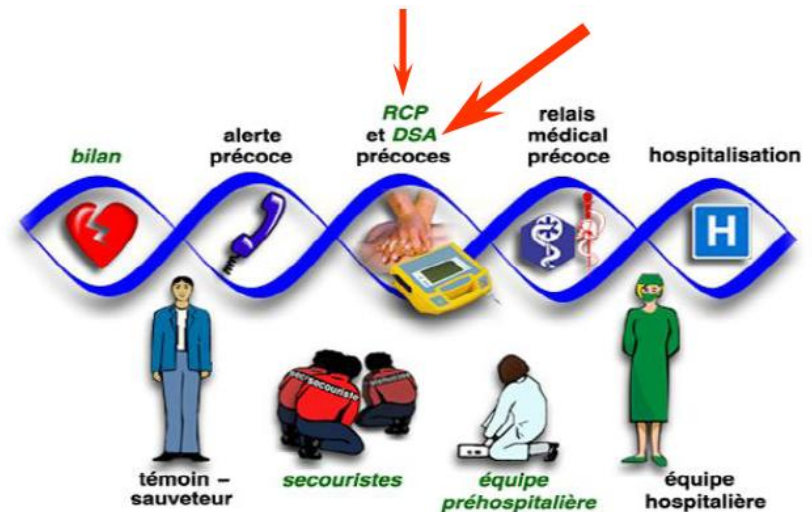 bilan
alerte
précoce
RCP
et DSA
précoces
relais
médical
précoce
hospitalisation
H
secouriste
témoin –
sauveteur
secouristes
équipe
préhospitalière
équipe
hospitalière